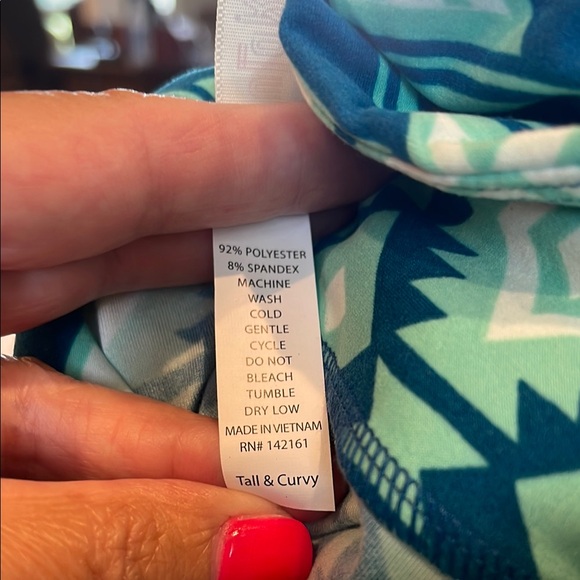 92% POLYESTER
8% SPANDEX
MACHINE
WASH
COLD
GENTLE
CYCLE
DO NOT
BLEACH
TUMBLE
DRY LOW
MADE IN VIETNAM
RN# 142161
Tall & Curvy